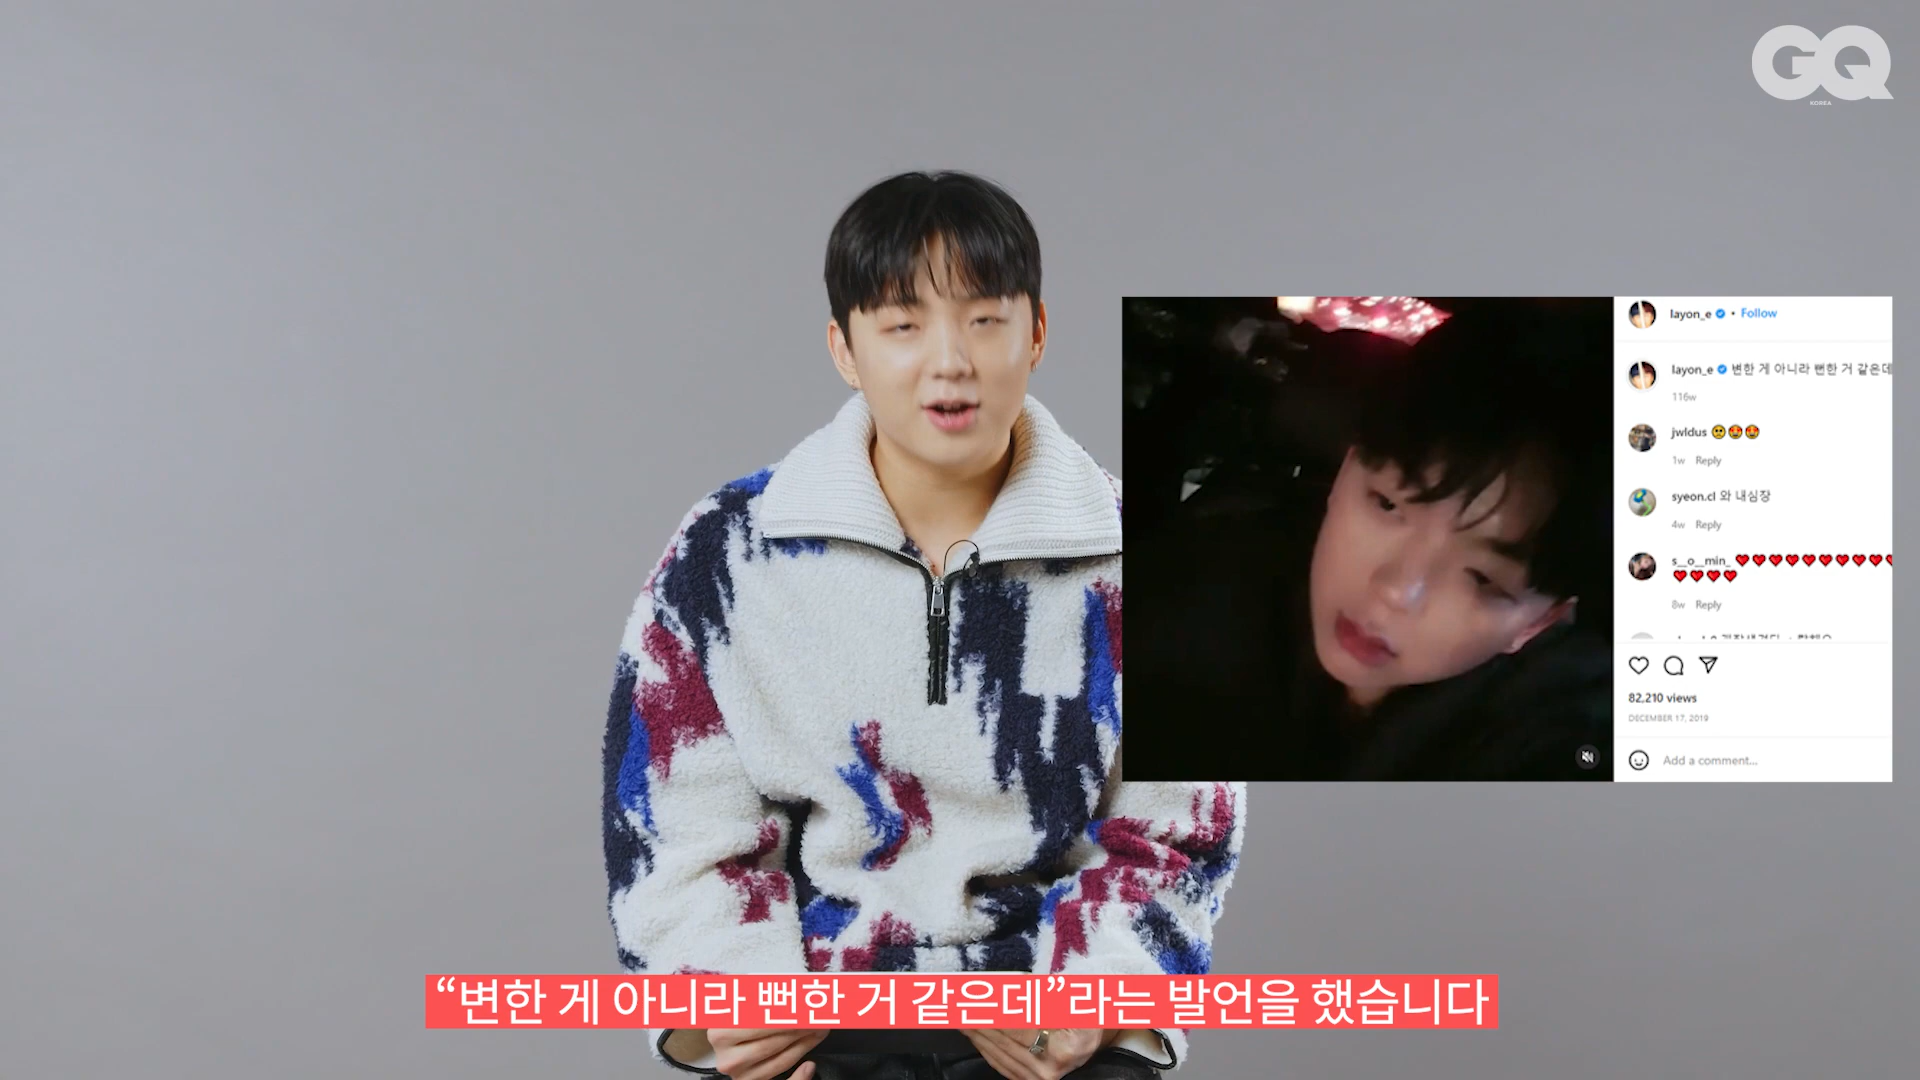 GQ
KOREA
layon_e • Follow
layon_e 변한 게 아니라 뻔한 거 같은데
116w
jwldus 🥺😍😍
1w Reply
syeon.cl 와 내심장
4w Reply
s__o__min_ ❤❤❤❤❤❤❤❤❤❤
❤❤❤❤
8w Reply
82,210 views
DECEMBER 17, 2019
Add a comment...
“변한 게 아니라 뻔한 거 같은데”라는 발언을 했습니다